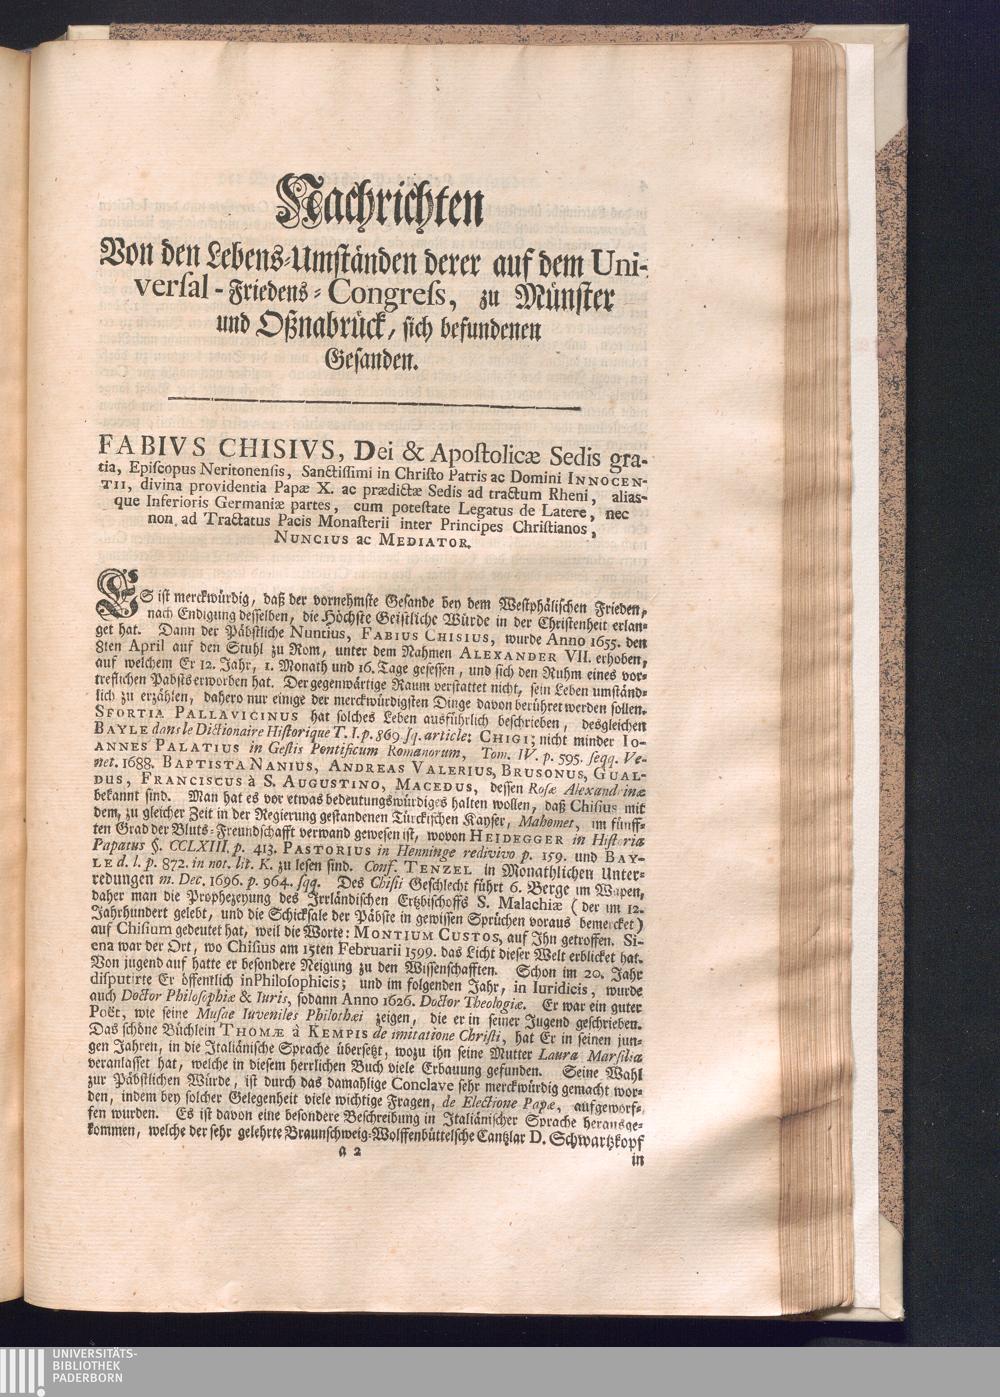 Nachrichten
Von den Lebens-Umständen derer auf dem Uni-
versal-Friedens-Congress, zu Münster
und Oßnabrück, sich befundenen
Gesanden.
FABIVS CHISIVS, Dei & Apostolicæ Sedis gra-
tia, Episcopus Neritonensis, Sanctissimi in Christo Patris ac Domini INNOCEN-
TII, divina providentia Papæ X. ac prædictæ Sedis ad tractum Rheni, alias-
que Inferioris Germaniæ partes, cum potestate Legatus de Latere, nec
non ad Tractatus Pacis Monasterii inter Principes Christianos,
NUNCIUS ac MEDIATOR.
ES ist merckwürdig, daß der vornehmste Gesande bey dem Westphälischen Frieden,
nach Endigung desselben, die Höchste Geistliche Würde in der Christenheit erlan-
get hat. Dann der Päbstliche Nuntius, FABIUS CHISIUS, wurde Anno 1655. den
8ten April auf den Stuhl zu Rom, unter dem Nahmen ALEXANDER VII. erhoben,
auf welchem Er 12. Jahr, 1. Monath und 16. Tage gesessen, und sich den Ruhm eines vor-
treflichen Pabsts erworben hat. Der gegenwärtige Raum verstattet nicht, sein Leben umständ-
lich zu erzählen, dahero nur einige der merckwürdigsten Dinge davon berühret werden sollen.
SFORTIA PALLAVICINUS hat solches Leben ausführlich beschrieben, desgleichen
BAYLE dans le Dictionaire Historique T. I. p. 869. sq. article: CHIGI; nicht minder IO-
ANNES PALATIUS in Gestis Pontificum Romanorum, Tom. IV. p. 595. seqq. Ve-
net. 1688. BAPTISTA NANIUS, ANDREAS VALERIUS, BRUSONUS, GUAL-
DUS, FRANCISCUS à S. AUGUSTINO, MACEDUS, dessen Rosæ Alexandrinæ
bekannt sind. Man hat es vor etwas bedeutungswürdiges halten wollen, daß Chisius mit
dem, zu gleicher Zeit in der Regierung gestandenen Türckischen Kayser, Mahomet, im fünff-
ten Grad der Bluts-Freundschafft verwand gewesen ist, wovon HEIDEGGER in Historia
Papatus §. CCLXIII. p. 413. PASTORIUS in Henninge redivivo p. 159. und BAY-
LE d. l. p. 872. in not. lit. K. zu lesen sind. Conf. TENZEL in Monathlichen Unter-
redungen m. Dec. 1696. p. 964. sqq. Des Chisii Geschlecht führt 6. Berge im Wapen,
daher man die Prophezeyung des Irrländischen Ertzbischoffs S. Malachiæ (der im 12.
Jahrhundert gelebt, und die Schicksale der Päbste in gewissen Sprüchen voraus bemercket)
auf Chisium gedeutet hat, weil die Worte: MONTIUM CUSTOS, auf Ihn getroffen. Si-
ena war der Ort, wo Chisius am 15ten Februarii 1599. das Licht dieser Welt erblicket hat.
Von jugend auf hatte er besondere Neigung zu den Wissenschafften. Schon im 20. Jahr
disputirte Er öffentlich in Philosophicis; und im folgenden Jahr, in Iuridicis, wurde
auch Doctor Philosophiæ & Iuris, sodann Anno 1626. Doctor Theologiæ. Er war ein guter
Poët, wie seine Musae Iuveniles Philothæi zeigen, die er in seiner Jugend geschrieben.
Das schöne Büchlein THOMÆ à KEMPIS de imitatione Christi, hat Er in seinen jun-
gen Jahren, in die Italiänische Sprache übersetzt, wozu ihn seine Mutter Laura Marsilia
veranlasset hat, welche in diesem herrlichen Buch viele Erbauung gefunden. Seine Wahl
zur Päbstlichen Würde, ist durch das damahlige Conclave sehr merckwürdig gemacht wor-
den, indem bey solcher Gelegenheit viele wichtige Fragen, de Electione Papæ, aufgeworf-
fen wurden. Es ist davon eine besondere Beschreibung in Italiänischer Sprache herausge-
kommen, welche der sehr gelehrte Braunschweig-Wolffenbüttelsche Cantzlar D. Schwartzkopf
a 2
in
UNIVERSITÄTS-
BIBLIOTHEK
PADERBORN